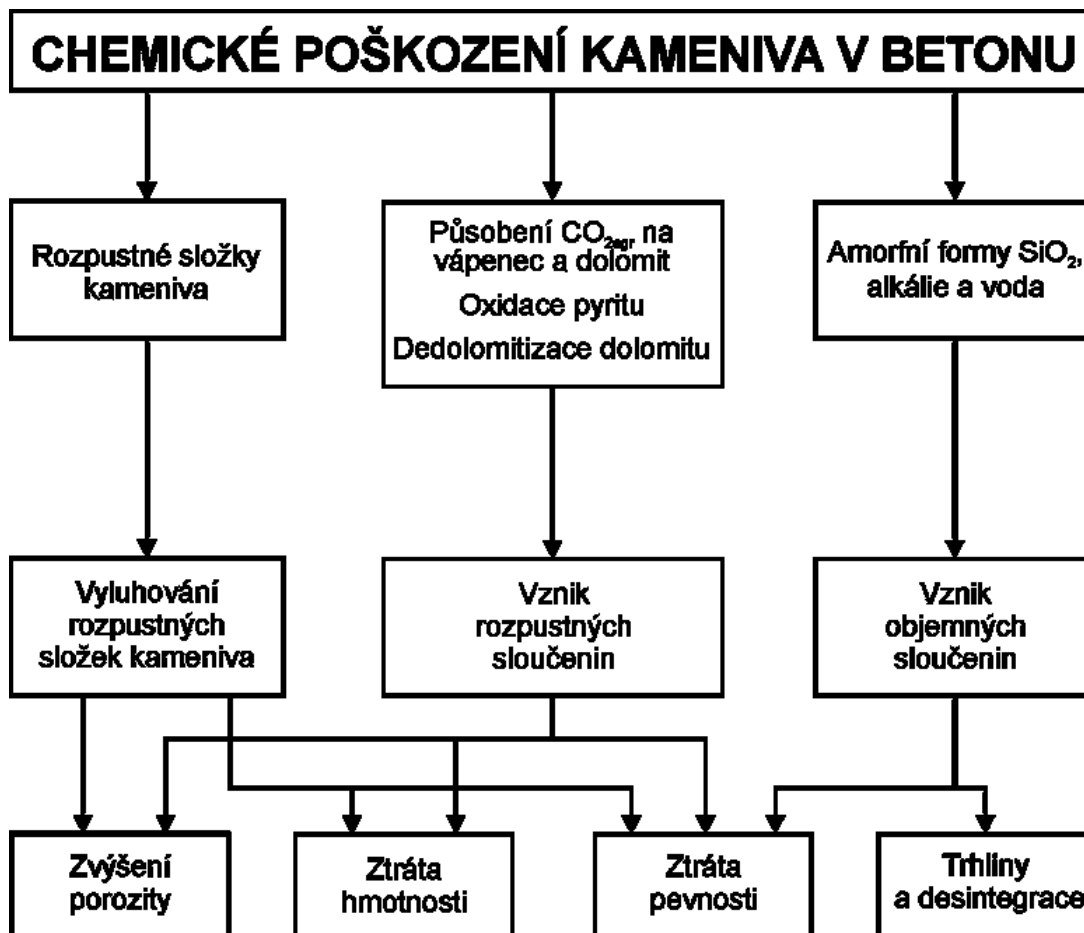 CHEMICKÉ POŠKOZENÍ KAMENIVA V BETONU
Rozpustné složky
kameniva
Působení CO₂ₐgr na
vápenec a dolomit
Oxidace pyritu
Dedolomitizace dolomitu
Amorfní formy SiO₂,
alkálie a voda
Vyluhování
rozpustných
složek kameniva
Vznik
rozpustných
sloučenin
Vznik
objemných
sloučenin
Zvýšení
porozity
Ztráta
hmotnosti
Ztráta
pevnosti
Trhliny
a desintegrace